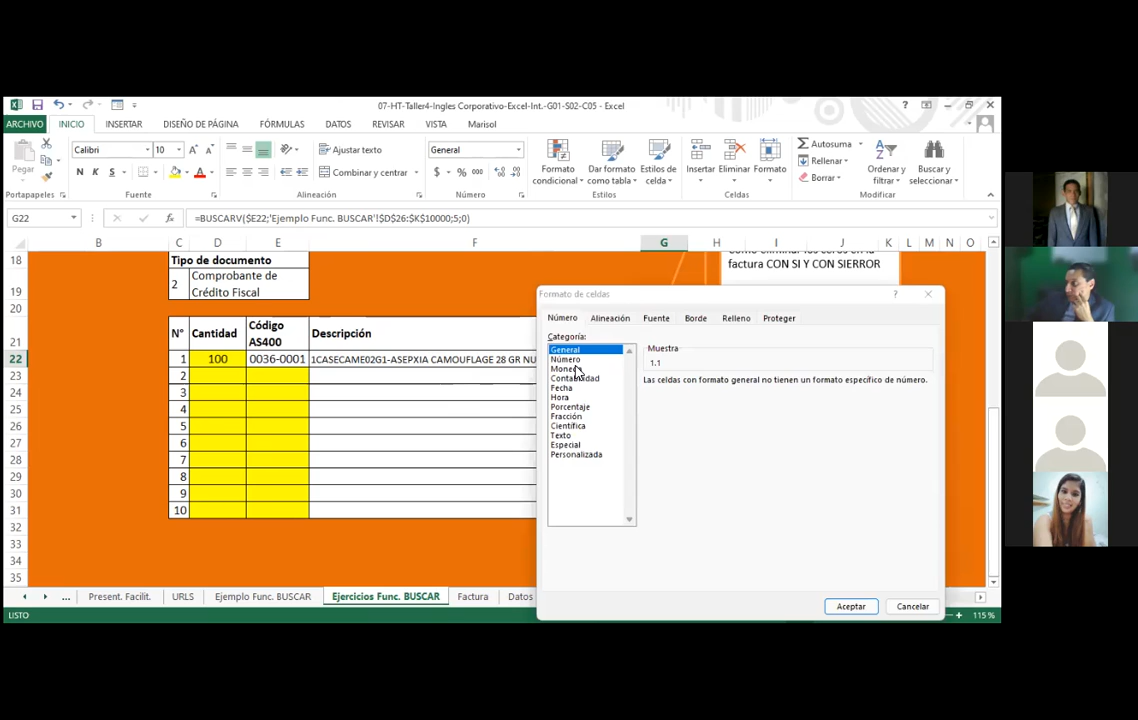 07-HT-Taller4-Ingles Corporativo-Excel-Int.-G01-S02-C05 - Excel
ARCHIVO INICIO INSERTAR DISEÑO DE PÁGINA FÓRMULAS DATOS REVISAR VISTA Marisol
Pegar Calibri 10 Ajustar texto General Formato condicional Dar formato como tabla Estilos de celda Insertar Eliminar Formato Autosuma Ordenar y filtrar Buscar y seleccionar
N K S Combinar y centrar $ % 000 Rellenar
Borrar
Portapapeles Fuente Alineación Número Estilos Celdas Modificar
G22 fx =BUSCARV($E22;'Ejemplo Func. BUSCAR'!$D$26:$K$10000;5;0)
B C D E F G H I J K L M N O
18 Tipo de documento
factura CON SI Y CON SIERROR
19 2 Comprobante de Crédito Fiscal
20
21 N° Cantidad Código AS400 Descripción
22 1 100 0036-0001 1CASECAME02G1-ASEPXIA CAMOUFLAGE 28 GR NU
23 2
24 3
25 4
26 5
27 6
28 7
29 8
30 9
31 10
32
33
34
35
Formato de celdas ?
Número Alineación Fuente Borde Relleno Proteger
Categoría:
General
Número
Moneda
Contabilidad
Fecha
Hora
Porcentaje
Fracción
Científica
Texto
Especial
Personalizada
Muestra
1.1
Las celdas con formato general no tienen un formato específico de número.
Aceptar Cancelar
... Present. Facilit. URLS Ejemplo Func. BUSCAR Ejercicios Func. BUSCAR Factura Datos
LISTO 115 %